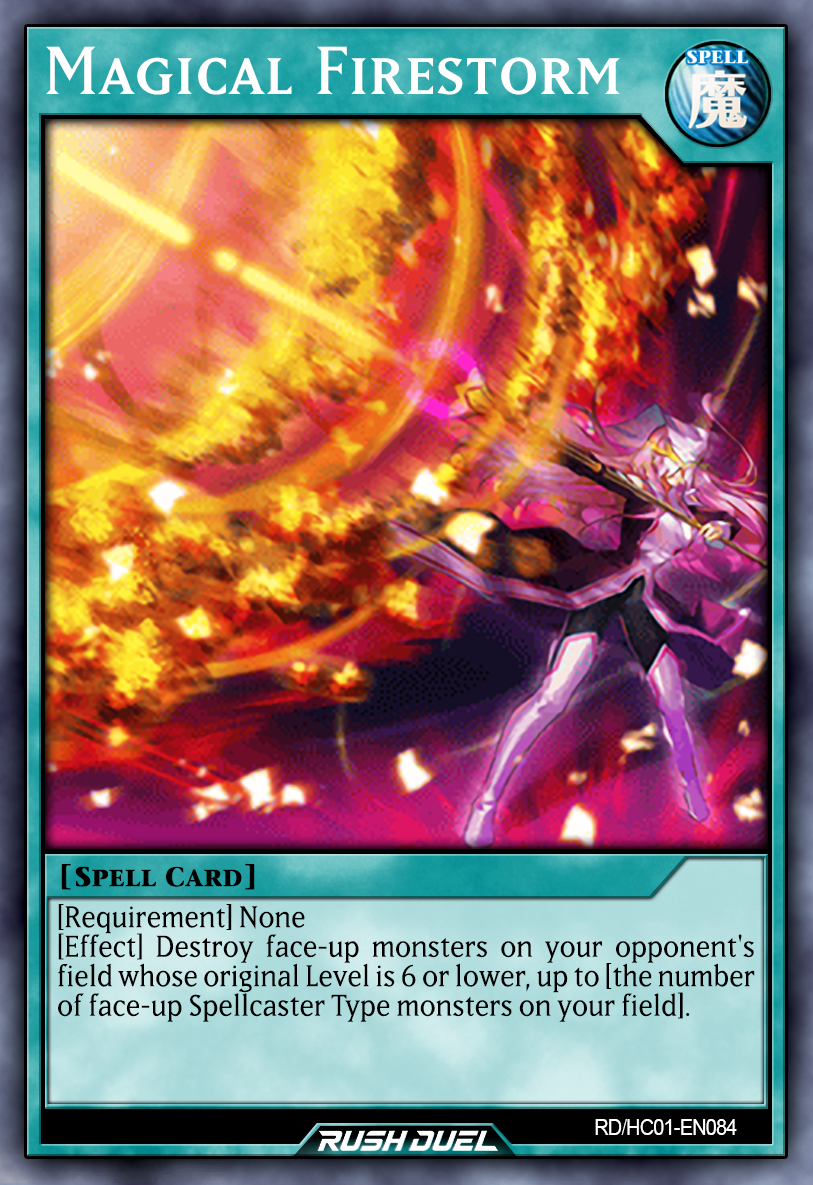 Magical Firestorm
SPELL
魔
[Spell Card]
[Requirement] None
[Effect] Destroy face-up monsters on your opponent's
field whose original Level is 6 or lower, up to [the number
of face-up Spellcaster Type monsters on your field].
RD/HC01-EN084
RUSH DUEL